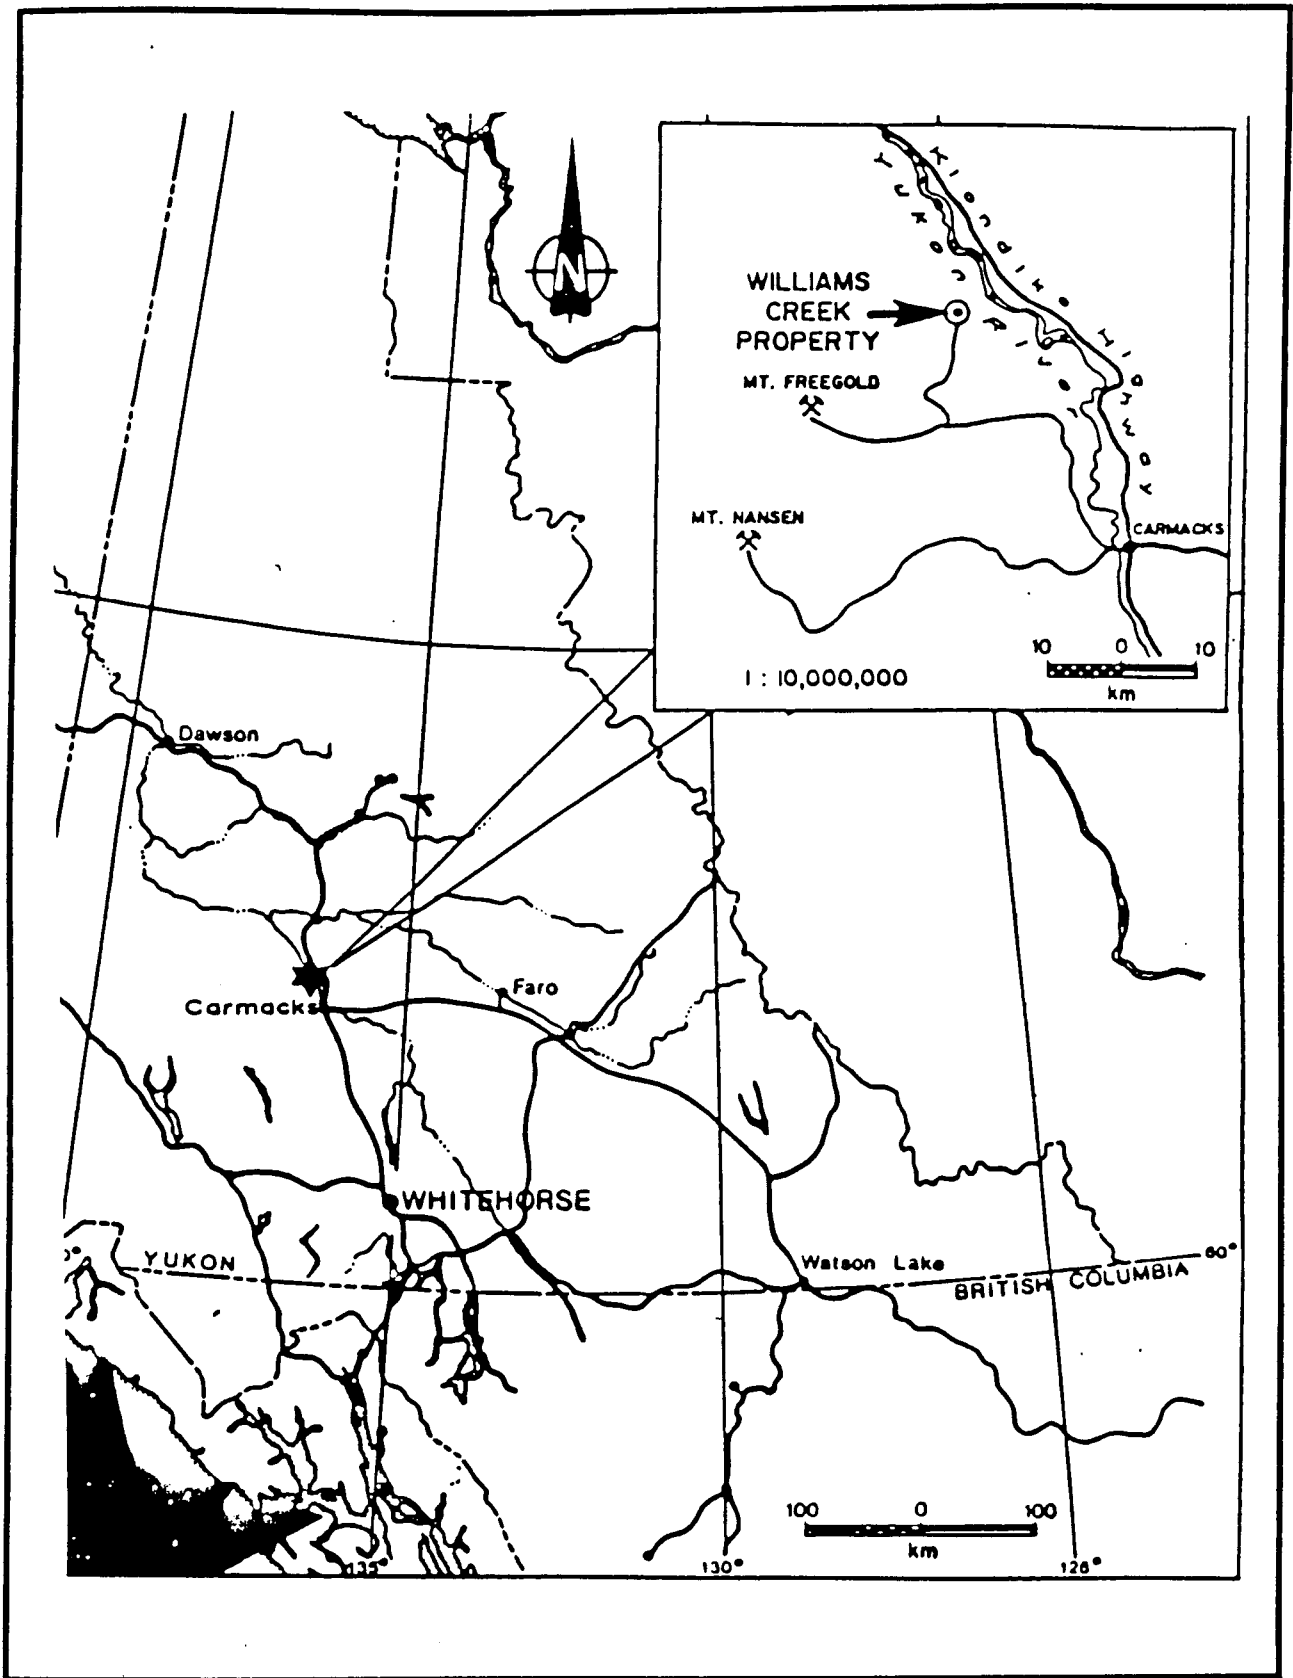 N
KLONDIKE HIGHWAY
YUKON RIVER
WILLIAMS
CREEK
PROPERTY
MT. FREEGOLD
MT. NANSEN
CARMACKS
10 0 10
km
1 : 10,000,000
Dawson
Faro
Carmacks
WHITEHORSE
YUKON
Watson Lake
60°
BRITISH COLUMBIA
100 0 100
km
135°
130°